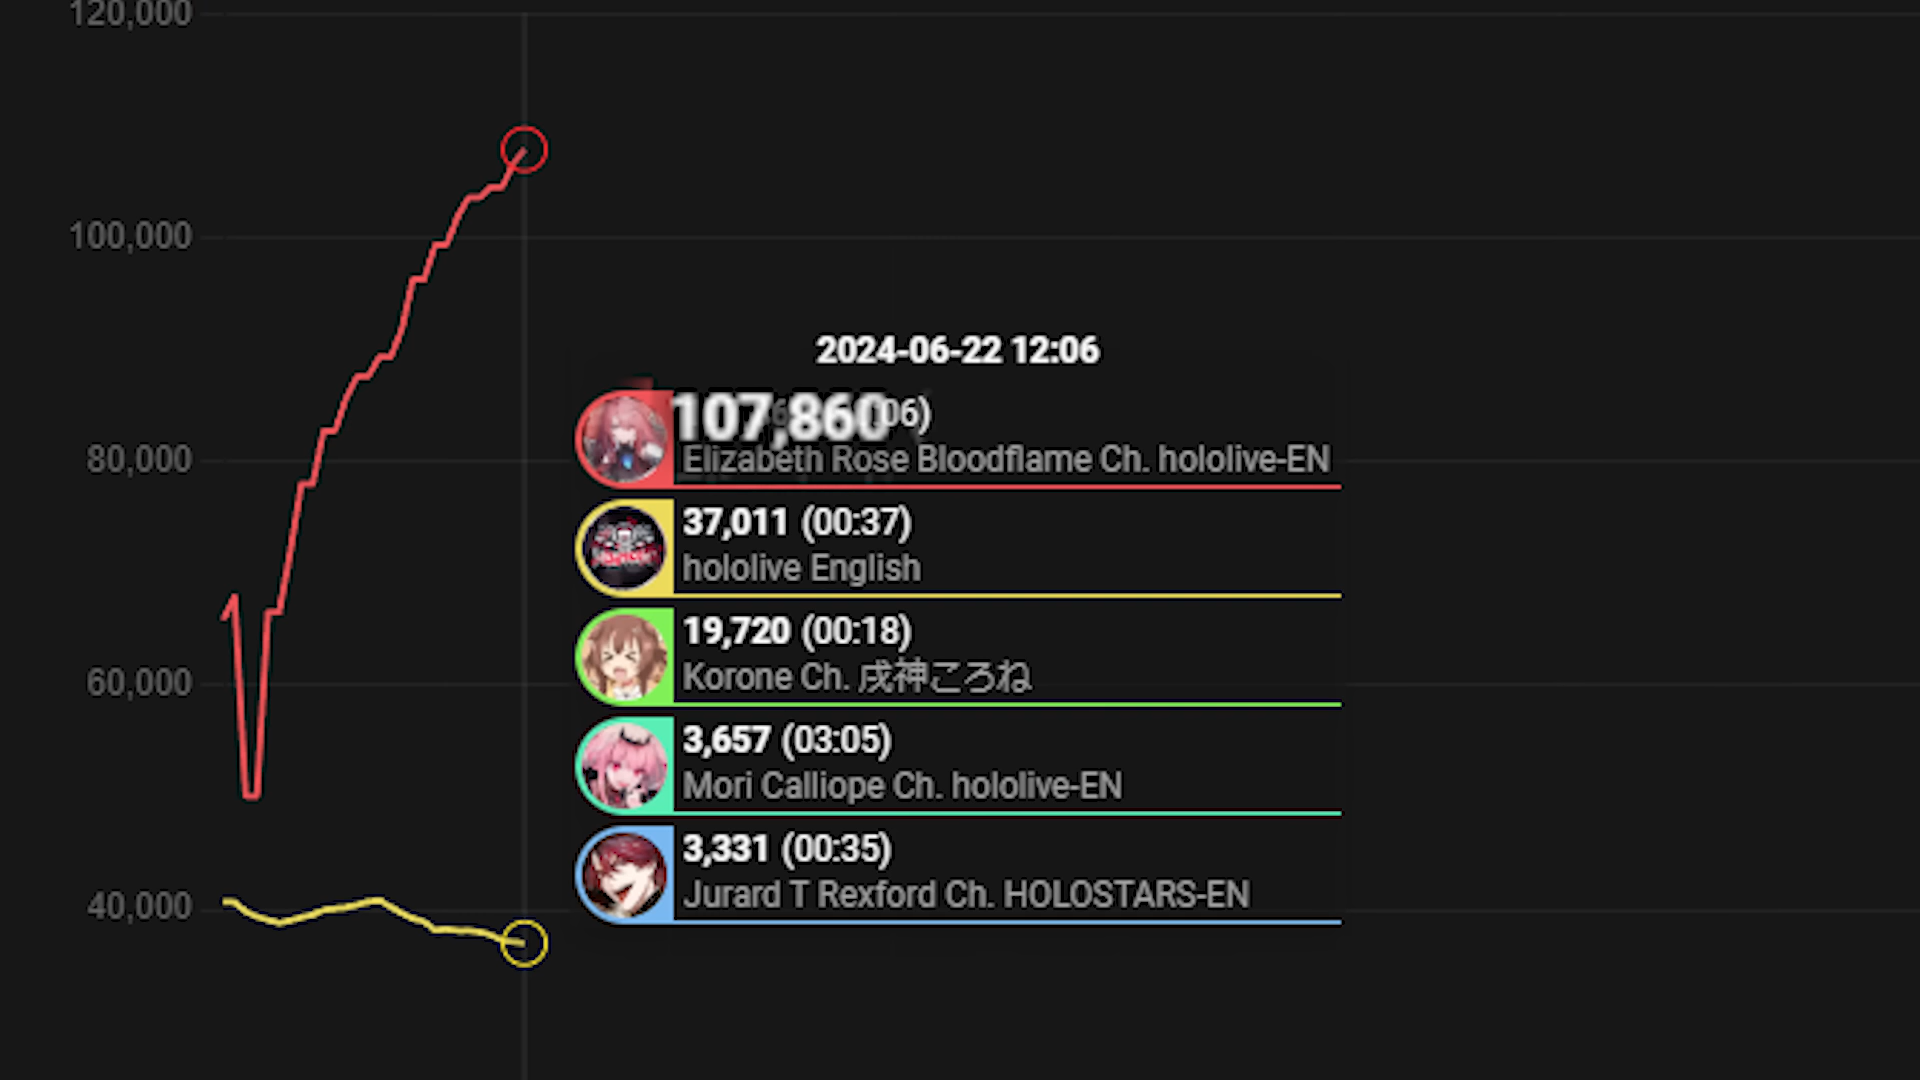 120,000
100,000
80,000
60,000
40,000
2024-06-22 12:06
107,860 06)
Elizabeth Rose Bloodflame Ch. hololive-EN
37,011 (00:37)
hololive English
19,720 (00:18)
Korone Ch. 戌神ころね
3,657 (03:05)
Mori Calliope Ch. hololive-EN
3,331 (00:35)
Jurard T Rexford Ch. HOLOSTARS-EN